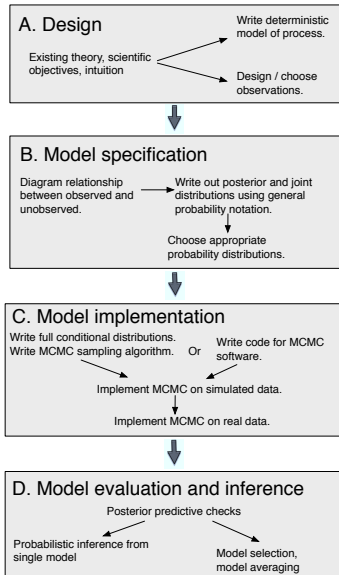 A. Design
Write deterministic
model of process.
Existing theory, scientific
objectives, intuition
Design / choose
observations.
B. Model specification
Diagram relationship
between observed and
unobserved.
Write out posterior and joint
distributions using general
probability notation.
Choose appropriate
probability distributions.
C. Model implementation
Write full conditional distributions.
Write MCMC sampling algorithm.
Or
Write code for MCMC
software.
Implement MCMC on simulated data.
Implement MCMC on real data.
D. Model evaluation and inference
Posterior predictive checks
Probabilistic inference from
single model
Model selection,
model averaging